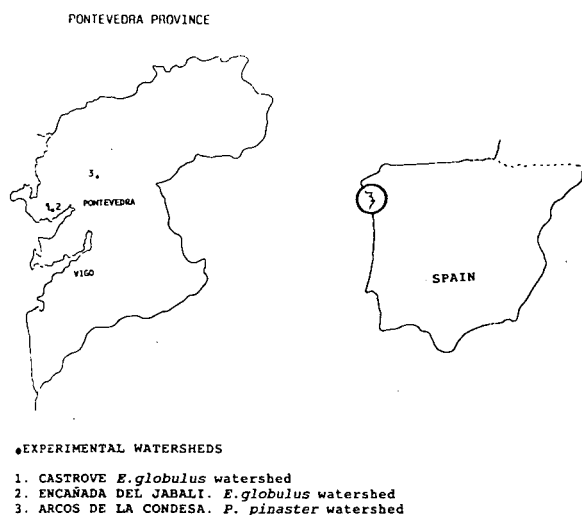 PONTEVEDRA PROVINCE
3.
1.2
PONTEVEDRA
VIGO
SPAIN
EXPERIMENTAL WATERSHEDS
1. CASTROVE E.globulus watershed
2. ENCAÑADA DEL JABALI. E.globulus watershed
3. ARCOS DE LA CONDESA. P. pinaster watershed